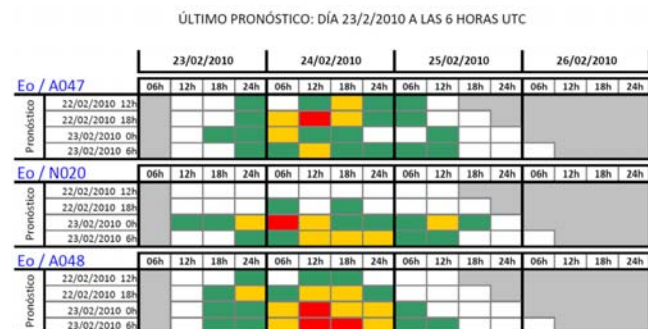 ÚLTIMO PRONÓSTICO: DÍA 23/2/2010 A LAS 6 HORAS UTC
23/02/2010 24/02/2010 25/02/2010 26/02/2010
Eo / A047 06h 12h 18h 24h 06h 12h 18h 24h 06h 12h 18h 24h 06h 12h 18h 24h
Pronóstico
22/02/2010 12h
22/02/2010 18h
23/02/2010 0h
23/02/2010 6h
Eo / N020 06h 12h 18h 24h 06h 12h 18h 24h 06h 12h 18h 24h 06h 12h 18h 24h
Pronóstico
22/02/2010 12h
22/02/2010 18h
23/02/2010 0h
23/02/2010 6h
Eo / A048 06h 12h 18h 24h 06h 12h 18h 24h 06h 12h 18h 24h 06h 12h 18h 24h
Pronóstico
22/02/2010 12h
22/02/2010 18h
23/02/2010 0h
23/02/2010 6h